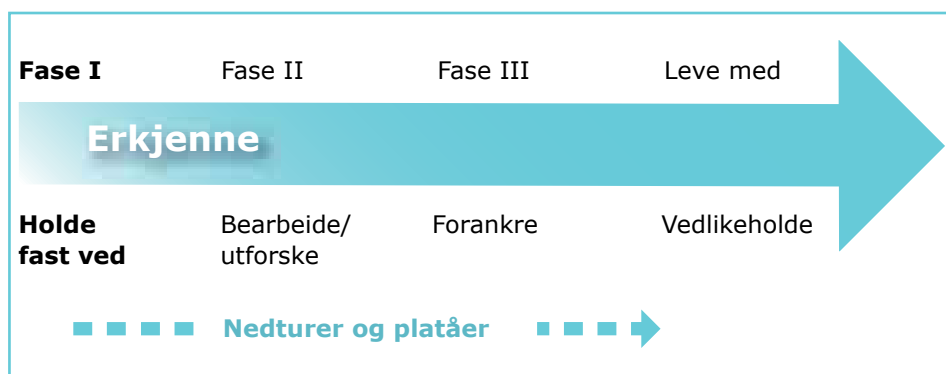 Fase I Fase II Fase III Leve med
Erkjenne
Holde Bearbeide/ Forankre Vedlikeholde
fast ved utforske
Nedturer og platåer